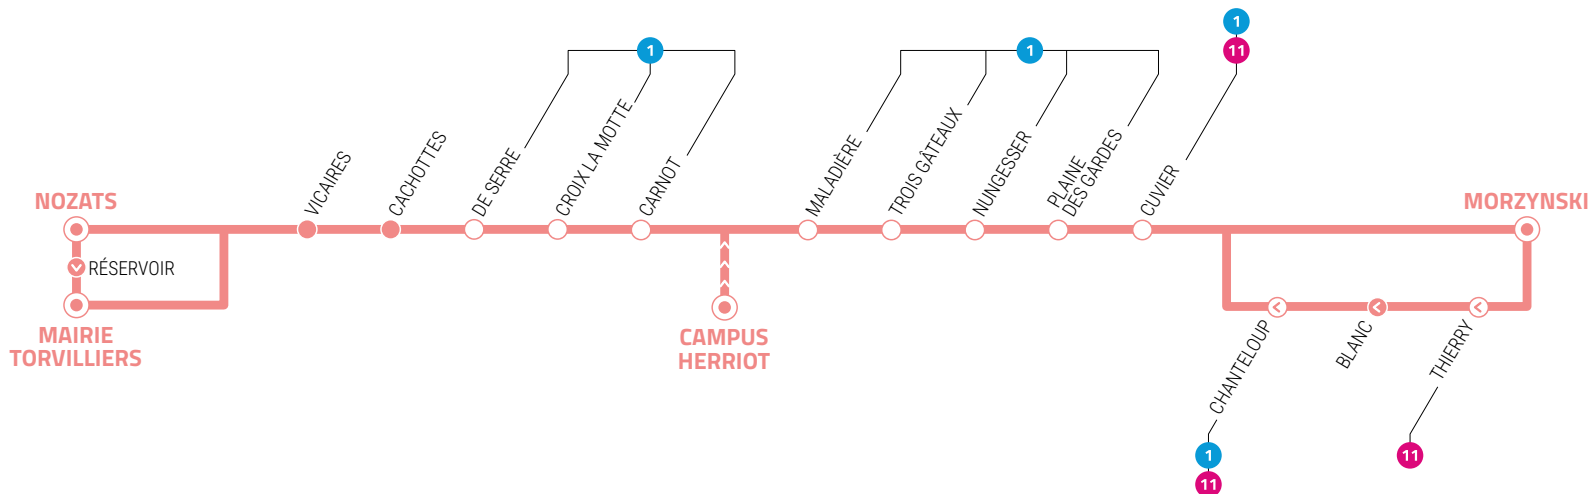 1
11
1
1
VICAIRES
CACHOTTES
DE SERRE
CROIX LA MOTTE
CARNOT
MALADIÈRE
TROIS GÂTEAUX
NUNGESSER
PLAINE
DES GARDES
CUVIER
NOZATS
MORZYNSKI
RÉSERVOIR
MAIRIE
TORVILLIERS
CAMPUS
HERRIOT
CHANTELOUP
BLANC
THIERRY
1
11
11